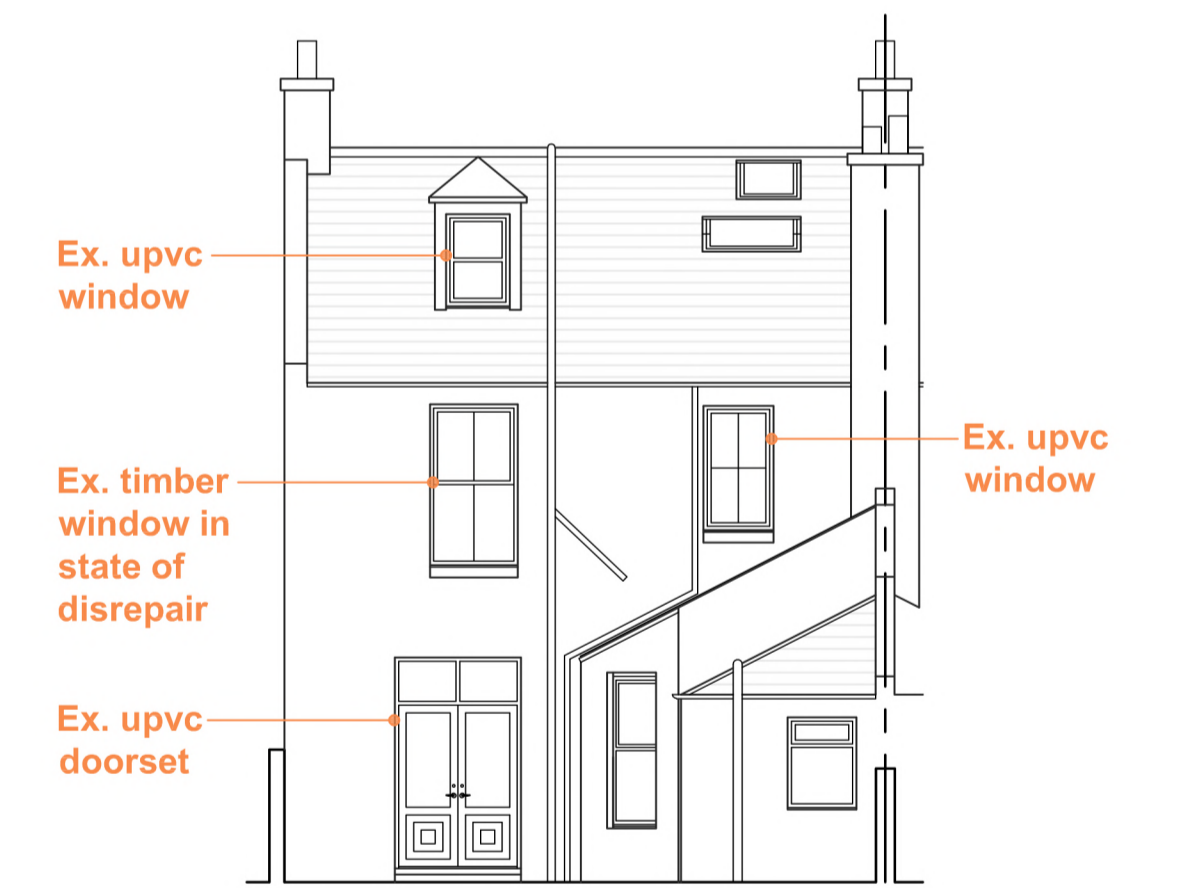 Ex. upvc
window
Ex. upvc
window
Ex. timber
window in
state of
disrepair
Ex. upvc
doorset